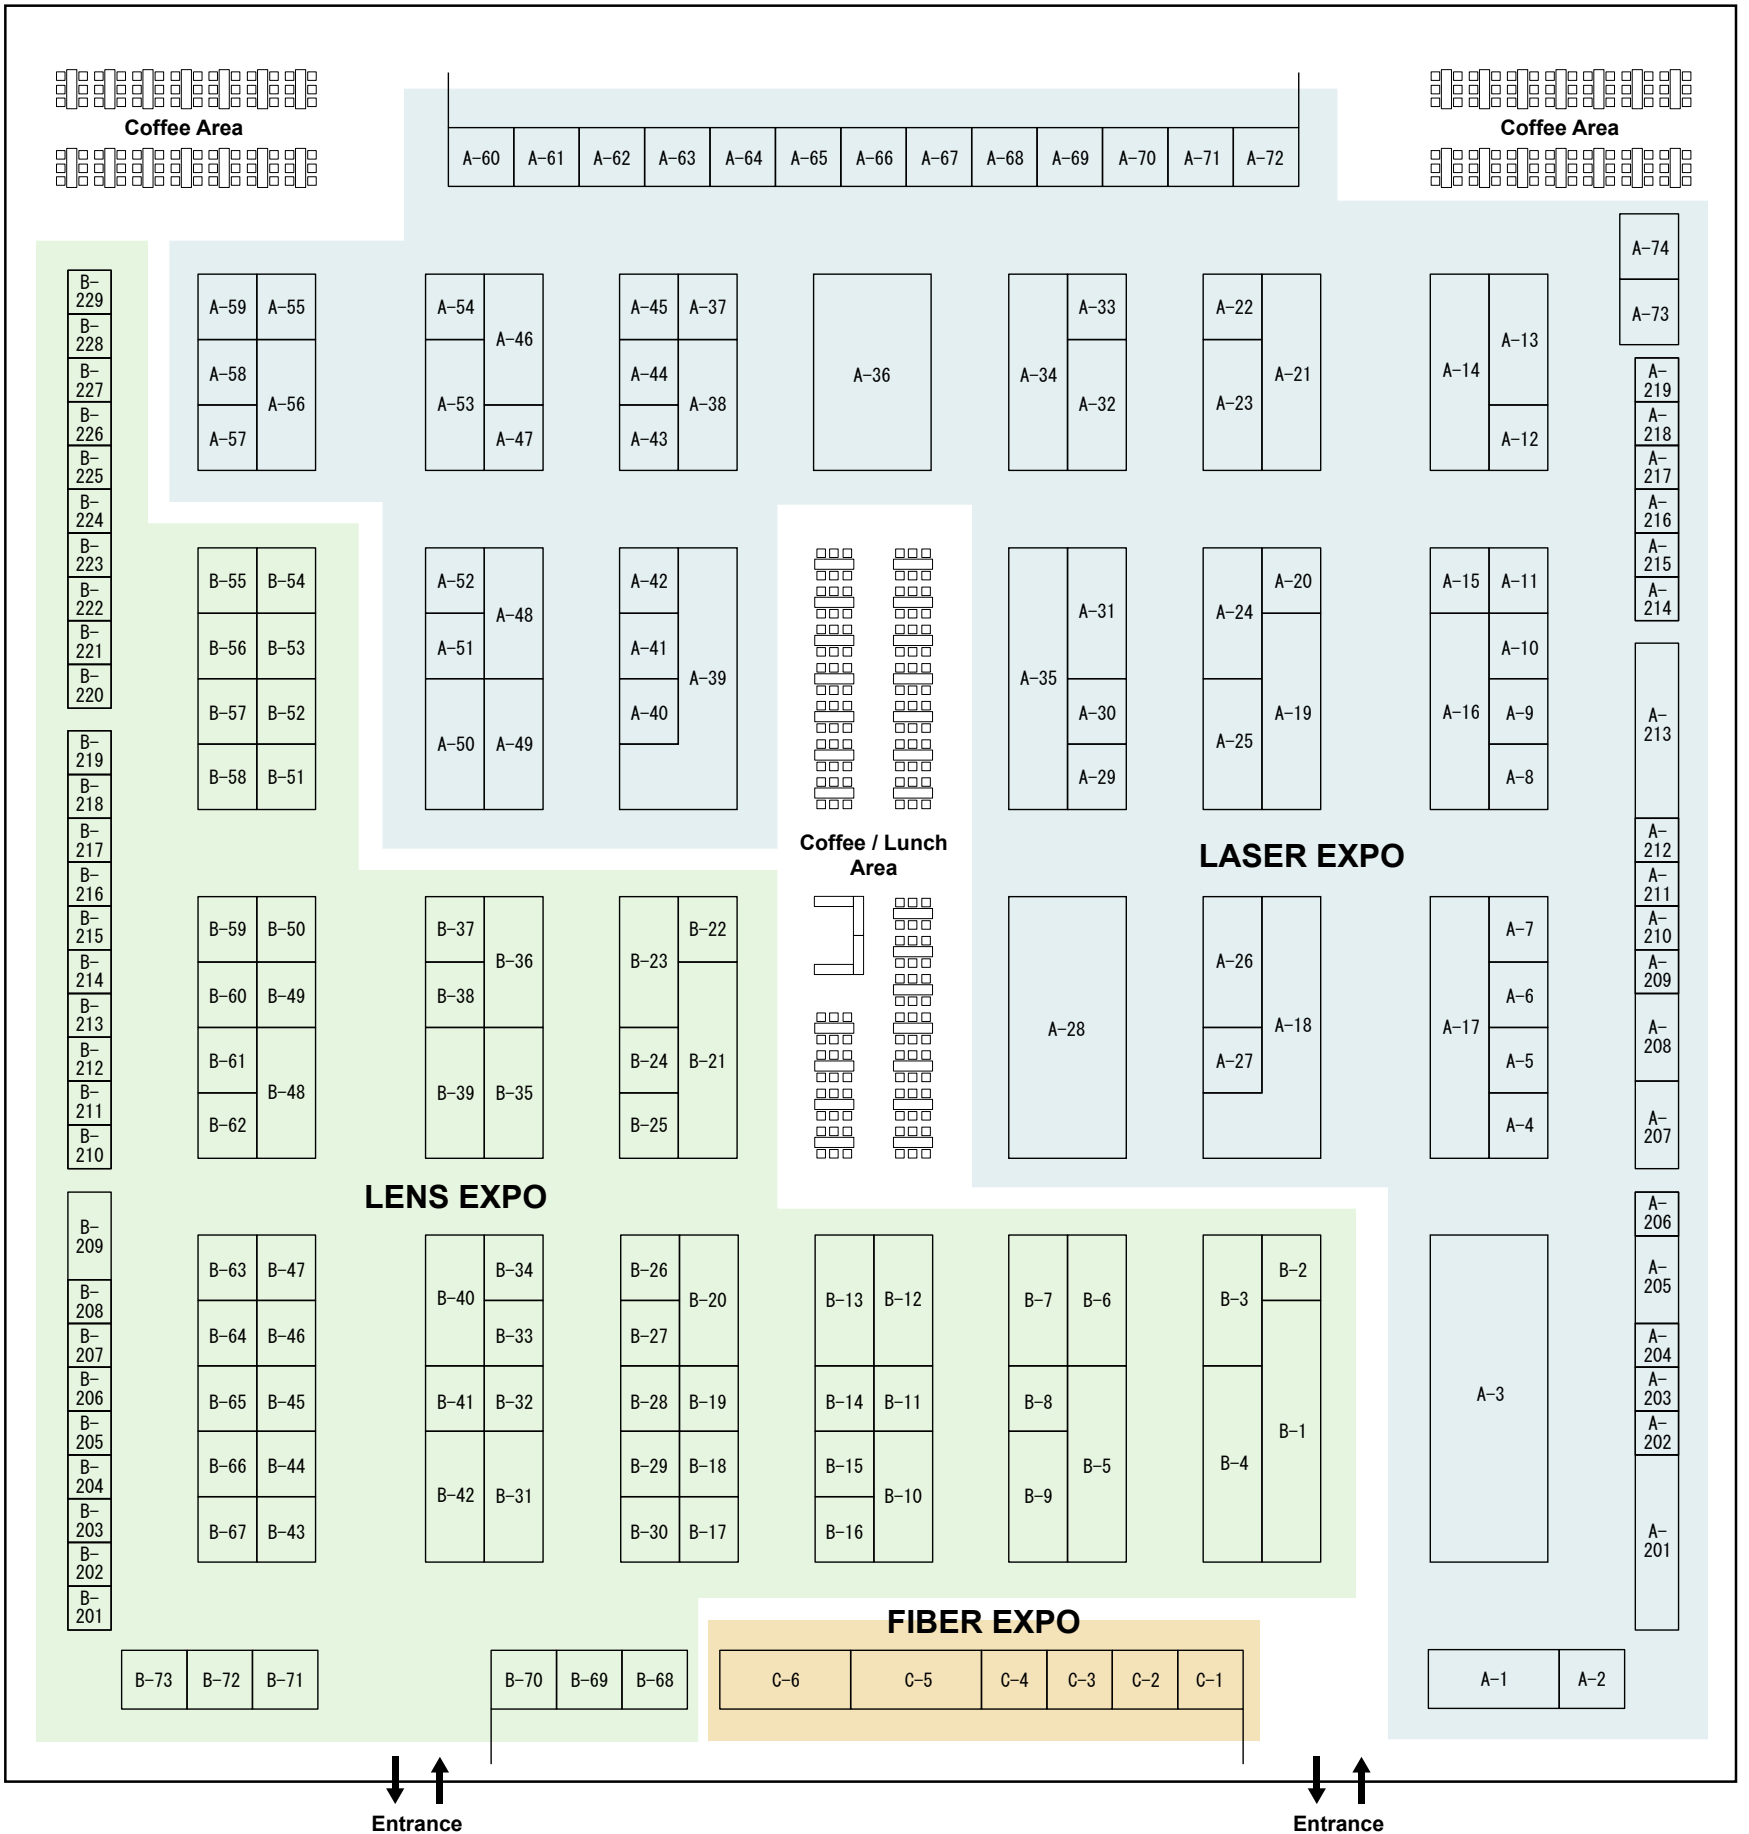 Coffee Area
Coffee Area
A-60 A-61 A-62 A-63 A-64 A-65 A-66 A-67 A-68 A-69 A-70 A-71 A-72
A-74
A-73
B-
229
B-
228
B-
227
B-
226
B-
225
B-
224
B-
223
B-
222
B-
221
B-
220
B-
219
B-
218
B-
217
B-
216
B-
215
B-
214
B-
213
B-
212
B-
211
B-
210
B-
209
B-
208
B-
207
B-
206
B-
205
B-
204
B-
203
B-
202
B-
201
A-59 A-55
A-58
A-56
A-57
A-54
A-46
A-53
A-47
A-45 A-37
A-44
A-38
A-43
A-36
A-33
A-34
A-32
A-22
A-21
A-23
A-13
A-14
A-12
A-
219
A-
218
A-
217
A-
216
A-
215
A-
214
A-
213
A-
212
A-
211
A-
210
A-
209
A-
208
A-
207
A-
206
A-
205
A-
204
A-
203
A-
202
A-
201
B-55 B-54
B-56 B-53
B-57 B-52
B-58 B-51
A-52
A-48
A-51
A-50 A-49
A-42
A-41
A-39
A-40
A-31
A-35
A-30
A-29
A-20
A-24
A-19
A-25
A-15 A-11
A-10
A-16 A-9
A-8
Coffee / Lunch
Area
LASER EXPO
B-59 B-50
B-60 B-49
B-61
B-48
B-62
B-37
B-36
B-38
B-39 B-35
B-22
B-23
B-24 B-21
B-25
A-28
A-26
A-18
A-27
A-7
A-6
A-17
A-5
A-4
LENS EXPO
B-63 B-47
B-64 B-46
B-65 B-45
B-66 B-44
B-67 B-43
B-34
B-40
B-33
B-41 B-32
B-42 B-31
B-26
B-20
B-27
B-28 B-19
B-29 B-18
B-30 B-17
B-13 B-12
B-14 B-11
B-15
B-10
B-16
B-7 B-6
B-8
B-5
B-9
B-2
B-3
B-1
B-4
A-3
FIBER EXPO
B-73 B-72 B-71
B-70 B-69 B-68
C-6 C-5 C-4 C-3 C-2 C-1
A-1 A-2
Entrance
Entrance